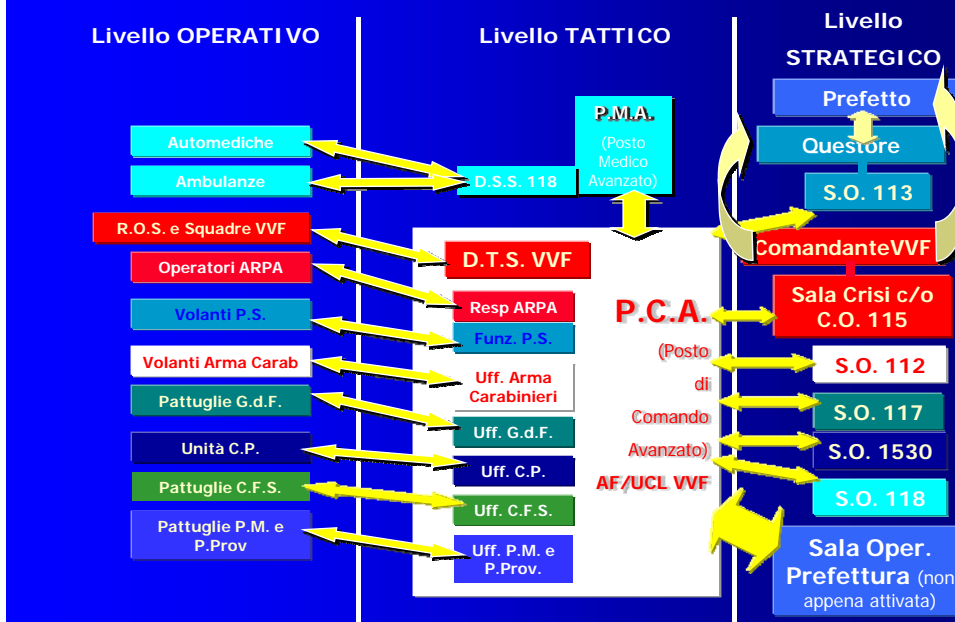 Livello OPERATIVO
Automediche
Ambulanze
R.O.S. e Squadre VVF
Operatori ARPA
Volanti P.S.
Volanti Arma Carab
Pattuglie G.d.F.
Unità C.P.
Pattuglie C.F.S.
Pattuglie P.M. e
P.Prov
Livello TATTICO
P.M.A.
(Posto
Medico
Avanzato)
D.S.S. 118
D.T.S. VVF
Resp ARPA
Funz. P.S.
Uff. Arma
Carabinieri
Uff. G.d.F.
Uff. C.P.
Uff. C.F.S.
Uff. P.M. e
P.Prov.
P.C.A.
(Posto
di
Comando
Avanzato)
AF/UCL VVF
Livello
STRATEGICO
Prefetto
Questore
S.O. 113
ComandanteVVF
Sala Crisi c/o
C.O. 115
S.O. 112
S.O. 117
S.O. 1530
S.O. 118
Sala Oper.
Prefettura (non
appena attivata)